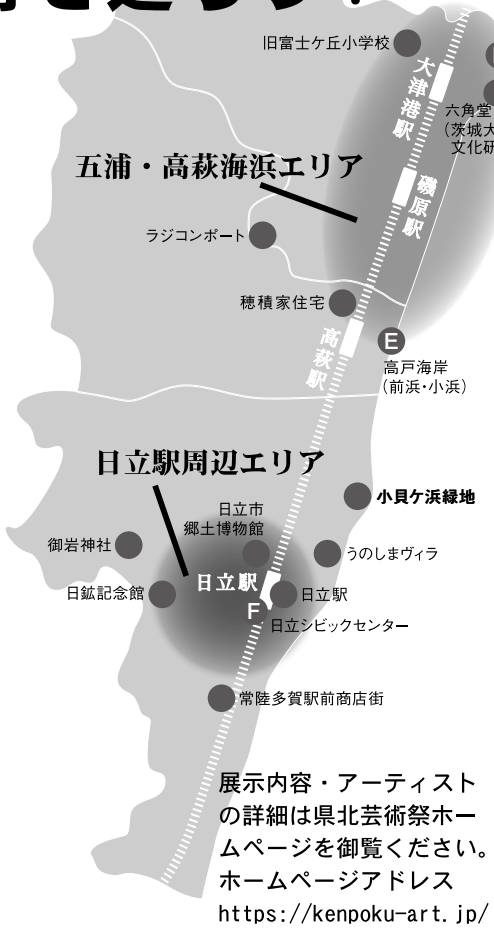 旧富士ケ丘小学校
大津港駅
六角堂
(茨城大
文化研
五浦・高萩海浜エリア
磯原駅
ラジコンポート
穂積家住宅
高萩駅
E
高戸海岸
(前浜・小浜)
日立駅周辺エリア
小貝ケ浜緑地
日立市
郷土博物館
御岩神社
うのしまヴィラ
日鉱記念館
日立駅
日立駅
F
日立シビックセンター
常陸多賀駅前商店街
展示内容・アーティスト
の詳細は県北芸術祭ホー
ムページを御覧ください。
ホームページアドレス
https://kenpoku-art.jp/